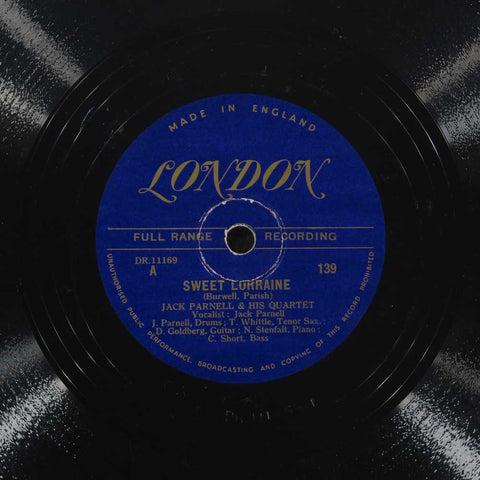 MADE IN ENGLAND
LONDON
FULL RANGE RECORDING
DR.11169
A
139
SWEET LORRAINE
(Burwell, Parish)
JACK PARNELL & HIS QUARTET
Vocalist: Jack Parnell
J. Parnell, Drums; T. Whittle, Tenor Sax.:
D. Goldberg, Guitar: N. Stenfalt, Piano:
C. Short, Bass
UNAUTHORISED PUBLIC PERFORMANCE, BROADCASTING AND COPYING OF THIS RECORD PROHIBITED